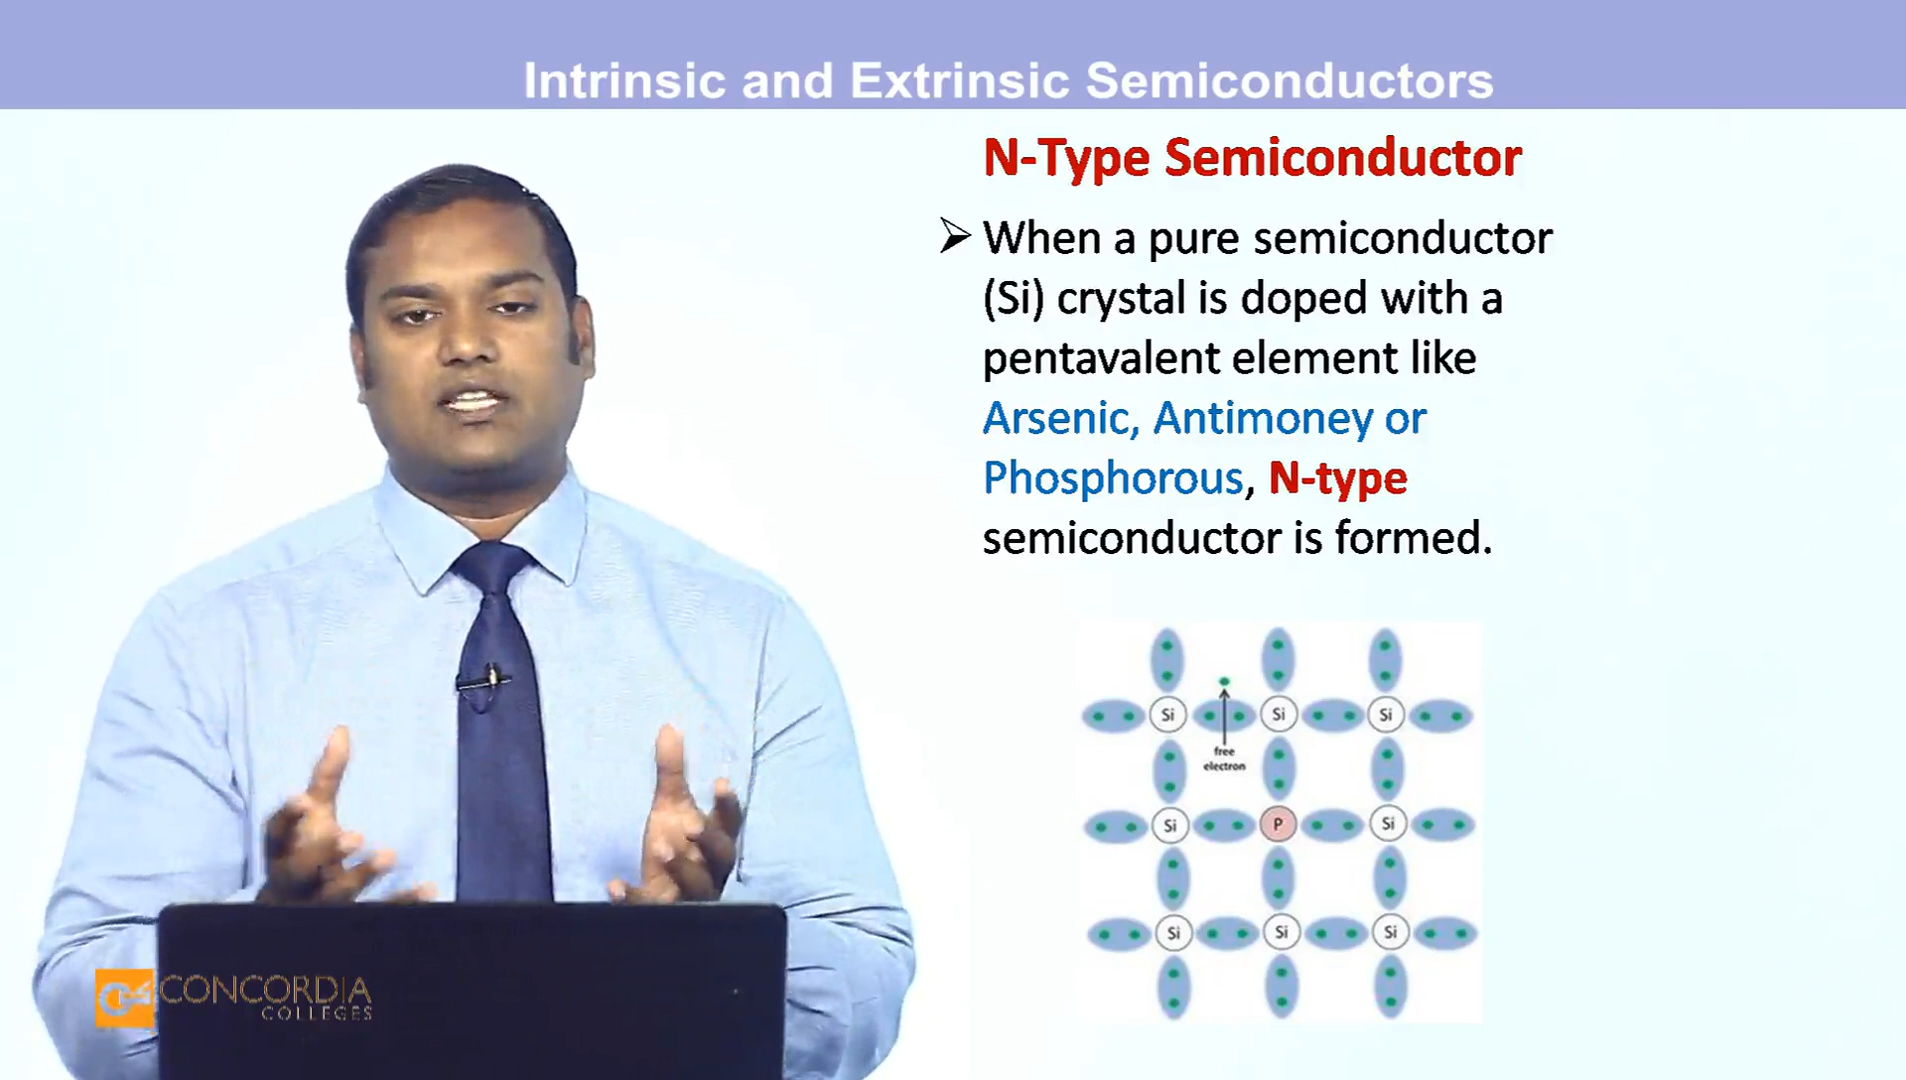 Intrinsic and Extrinsic Semiconductors
N-Type Semiconductor
➢ When a pure semiconductor
(Si) crystal is doped with a
pentavalent element like
Arsenic, Antimoney or
Phosphorous, N-type
semiconductor is formed.
Si Si Si
free
electron
Si P Si
Si Si Si
CONCORDIA
COLLEGES